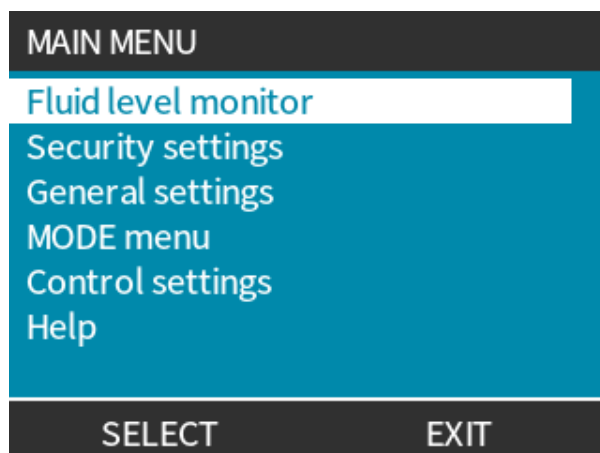 MAIN MENU
Fluid level monitor
Security settings
General settings
MODE menu
Control settings
Help
SELECT EXIT